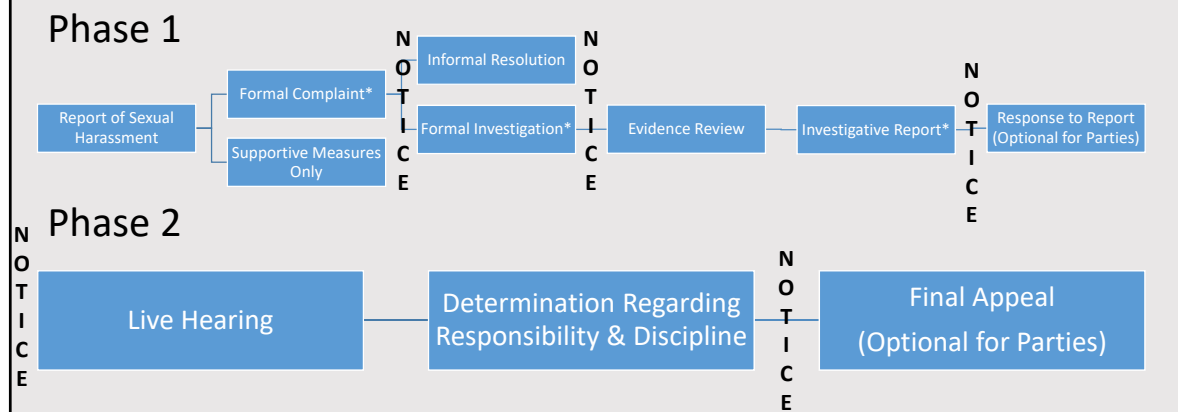 Phase 1
Report of Sexual
Harassment
Formal Complaint*
Supportive Measures
Only
NOTICE
Informal Resolution
Formal Investigation*
NOTICE
Evidence Review
Investigative Report*
NOTICE
Response to Report
(Optional for Parties)
Phase 2
NOTICE
Live Hearing
Determination Regarding
Responsibility & Discipline
NOTICE
Final Appeal
(Optional for Parties)